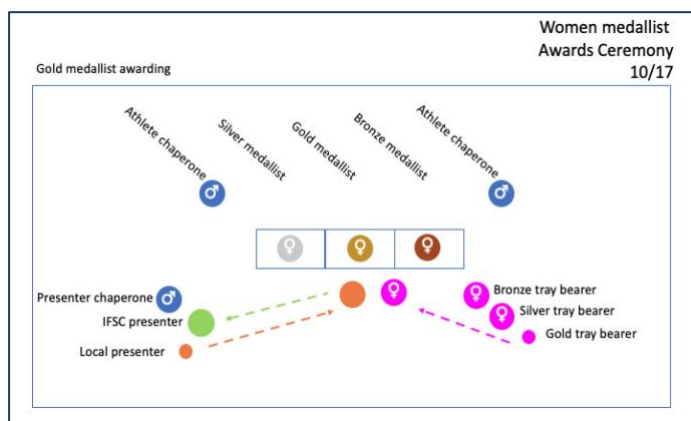 Women medallist
Awards Ceremony
10/17
Gold medallist awarding
Athlete chaperone
Silver medallist
Gold medallist
Bronze medallist
Athlete chaperone
Presenter chaperone
IFSC presenter
Local presenter
Bronze tray bearer
Silver tray bearer
Gold tray bearer